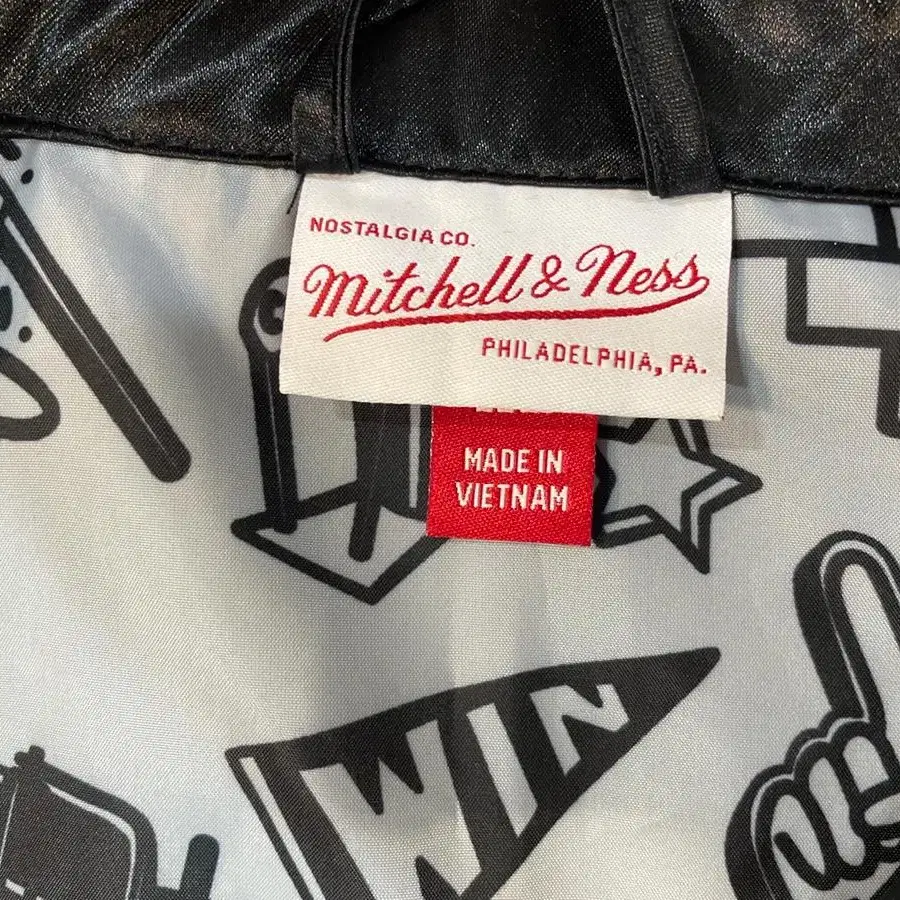 NOSTALGIA CO.
Mitchell & Ness
PHILADELPHIA, PA.
MADE IN
VIETNAM
WIN